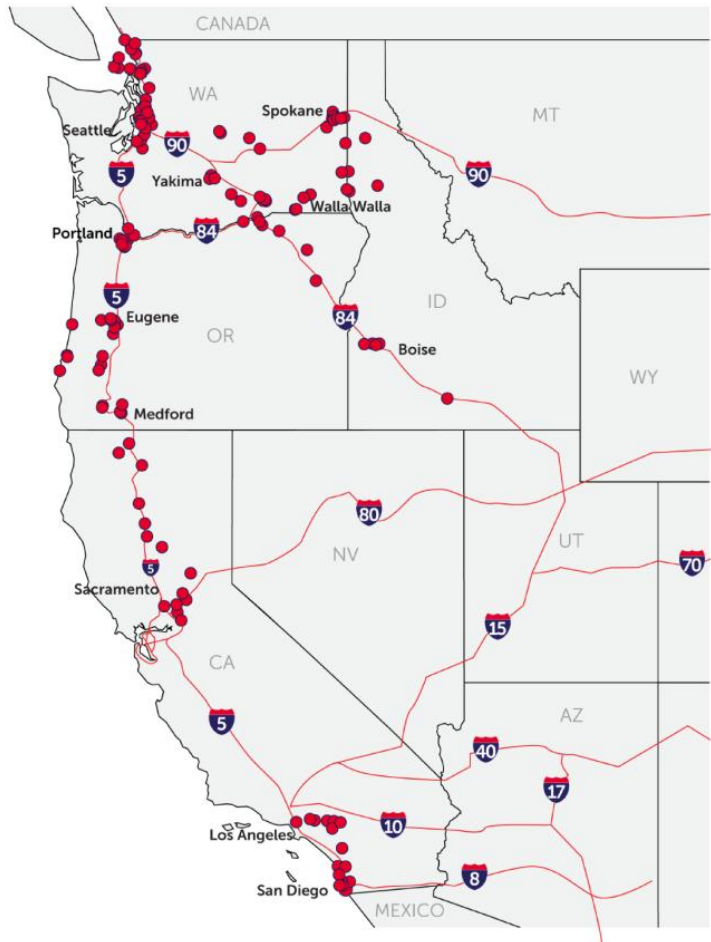 CANADA
WA
Spokane
MT
Seattle
90
5
Yakima
90
Walla Walla
Portland
84
5
ID
Eugene
84
OR
Boise
WY
Medford
80
NV
UT
5
70
Sacramento
15
CA
5
AZ
40
17
10
Los Angeles
8
San Diego
MEXICO